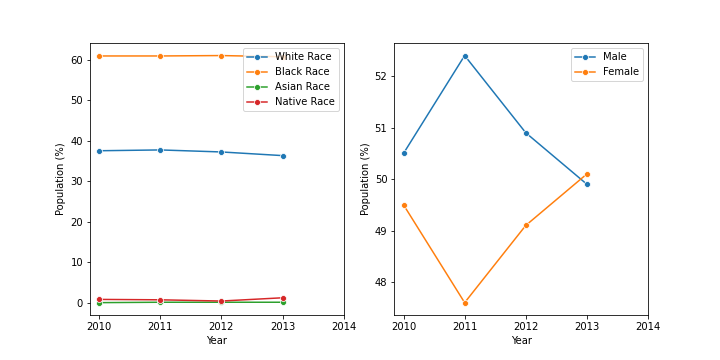 White Race
Black Race
Asian Race
Native Race
60
50
40
30
20
10
0
Population (%)
2010 2011 2012 2013 2014
Year
Male
Female
52
51
50
49
48
Population (%)
2010 2011 2012 2013 2014
Year